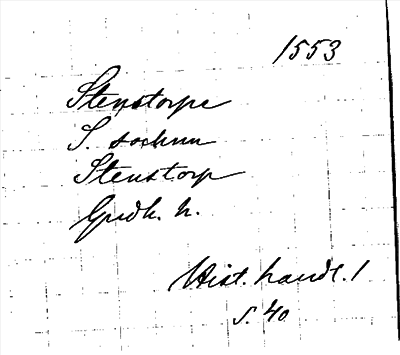 1553
Stenstorpe
S. socknn
Stenstorp
Gudh. h.
Hist. handl. 1
s. 40